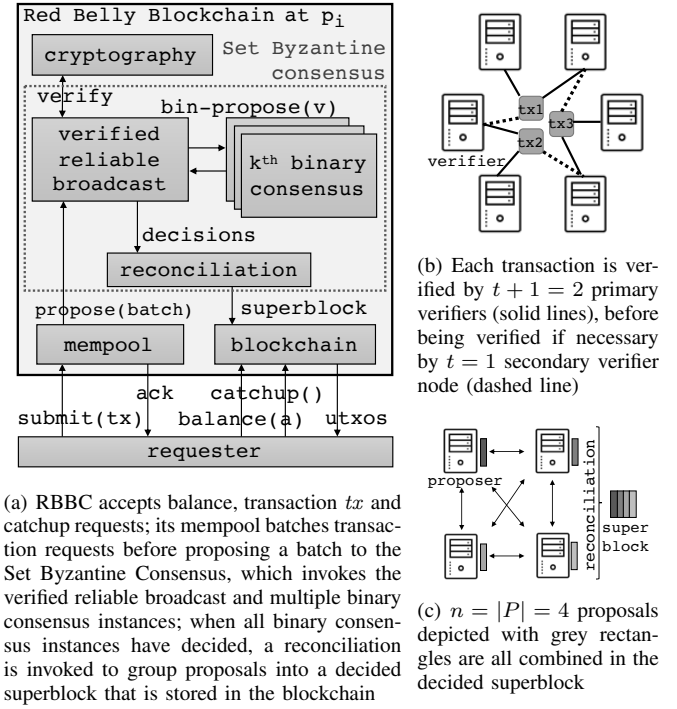 Red Belly Blockchain at pᵢ
cryptography
Set Byzantine
consensus
verify
bin-propose(v)
verified
reliable
broadcast
kᵗʰ binary
consensus
decisions
reconciliation
propose(batch)
superblock
mempool
blockchain
ack
catchup()
submit(tx)
balance(a)
utxos
requester
(a) RBBC accepts balance, transaction tx and
catchup requests; its mempool batches transac-
tion requests before proposing a batch to the
Set Byzantine Consensus, which invokes the
verified reliable broadcast and multiple binary
consensus instances; when all binary consen-
sus instances have decided, a reconciliation
is invoked to group proposals into a decided
superblock that is stored in the blockchain
tx1
tx3
tx2
verifier
(b) Each transaction is ver-
ified by t + 1 = 2 primary
verifiers (solid lines), before
being verified if necessary
by t = 1 secondary verifier
node (dashed line)
proposer
reconciliation
super
block
(c) n = |P| = 4 proposals
depicted with grey rectan-
gles are all combined in the
decided superblock